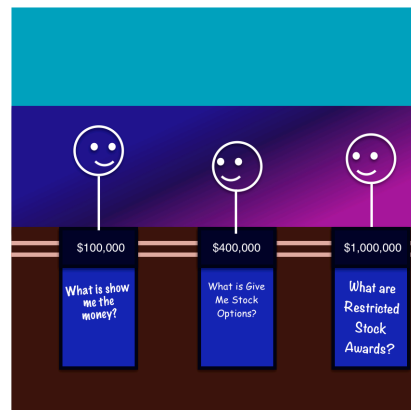 $100,000
$400,000
$1,000,000
What is show
me the
money?
What is Give
Me Stock
Options?
What are
Restricted
Stock
Awards?